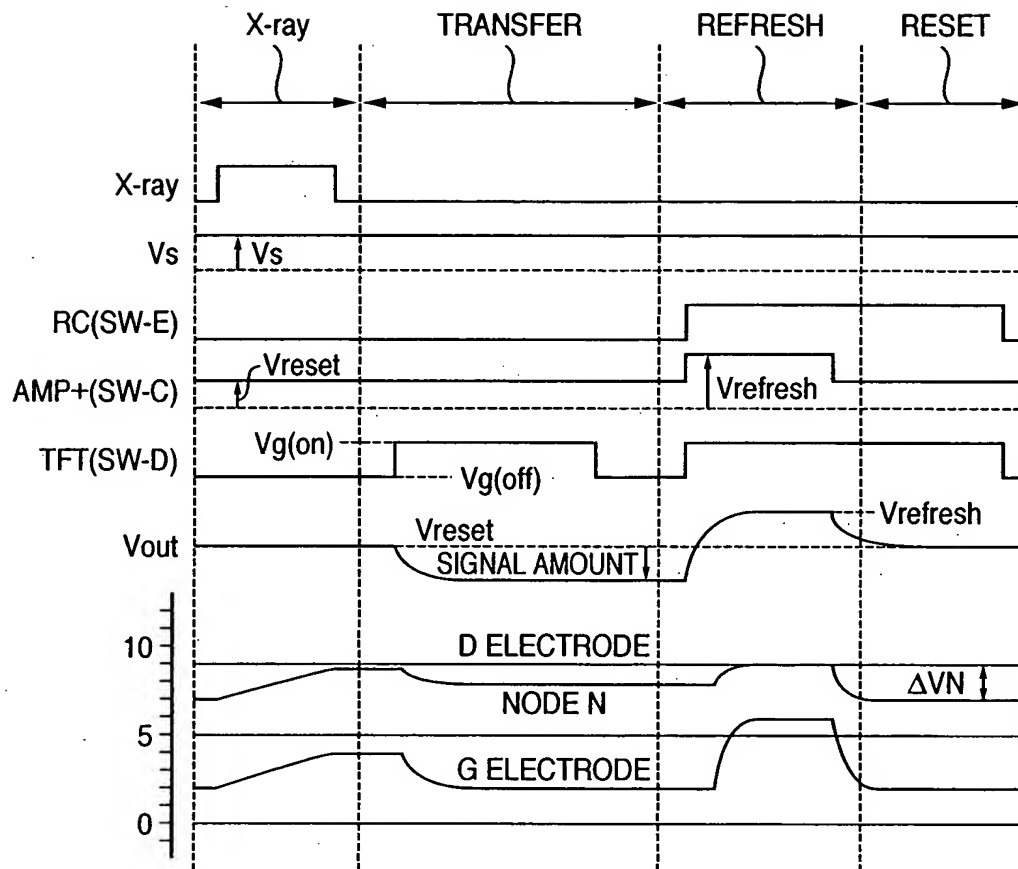 X-ray TRANSFER REFRESH RESET
X-ray
Vs Vs
RC(SW-E)
Vreset
AMP+(SW-C) Vrefresh
Vg(on)
TFT(SW-D) Vg(off)
Vreset Vrefresh
Vout
SIGNAL AMOUNT
10 D ELECTRODE
ΔVN
NODE N
5
G ELECTRODE
0